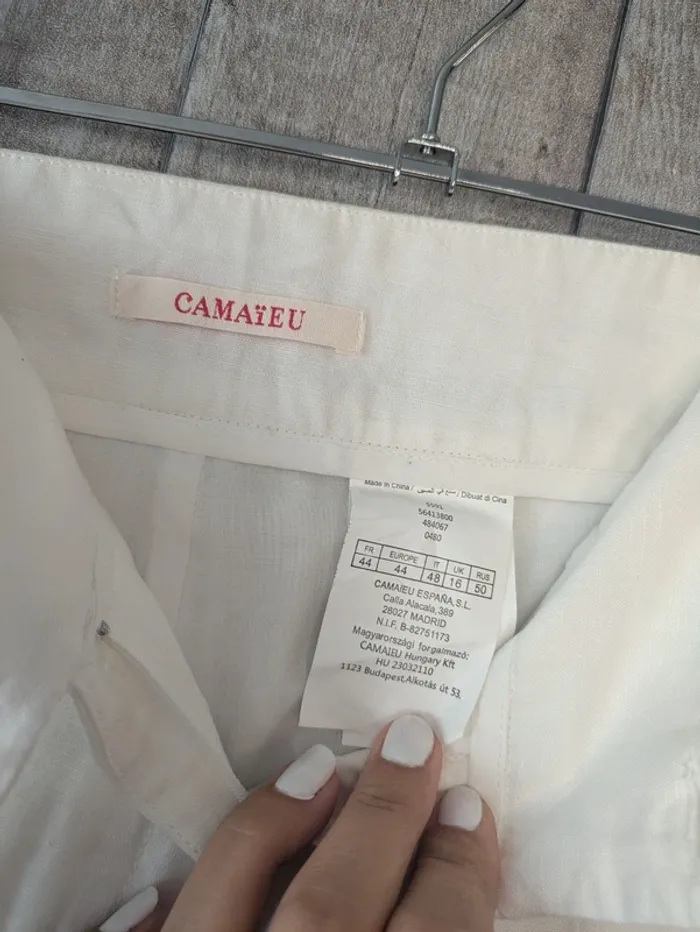 CAMAïEU
Made in China / صنع في الصين / Dibuat di Cina
56413800
484067
0480
FR EUROPE IT UK RUS
44 44 48 16 50
CAMAÏEU ESPAÑA,S.L.
Calla Alacala,389
28027 MADRID
N.I.F. B-82751173
Magyarországi forgalmazó:
CAMAIEU Hungary Kft
HU 23032110
1123 Budapest,Alkotás út 53.